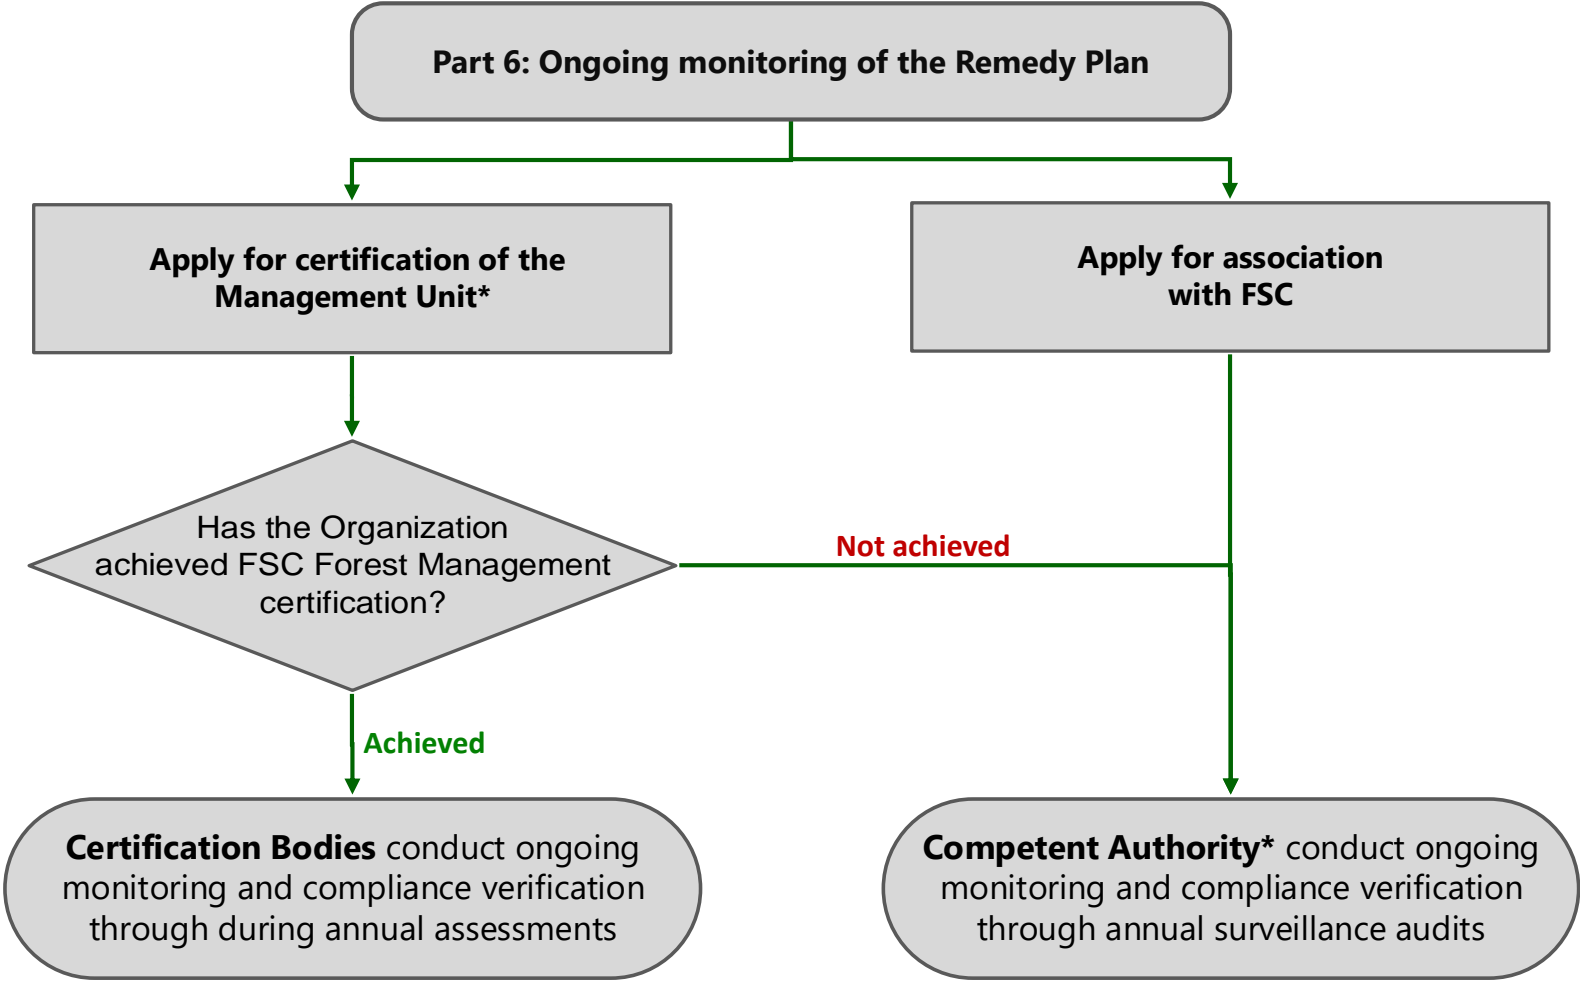 Part 6: Ongoing monitoring of the Remedy Plan
Apply for certification of the
Management Unit*
Apply for association
with FSC
Has the Organization
achieved FSC Forest Management
certification?
Not achieved
Achieved
Certification Bodies conduct ongoing
monitoring and compliance verification
through during annual assessments
Competent Authority* conduct ongoing
monitoring and compliance verification
through annual surveillance audits